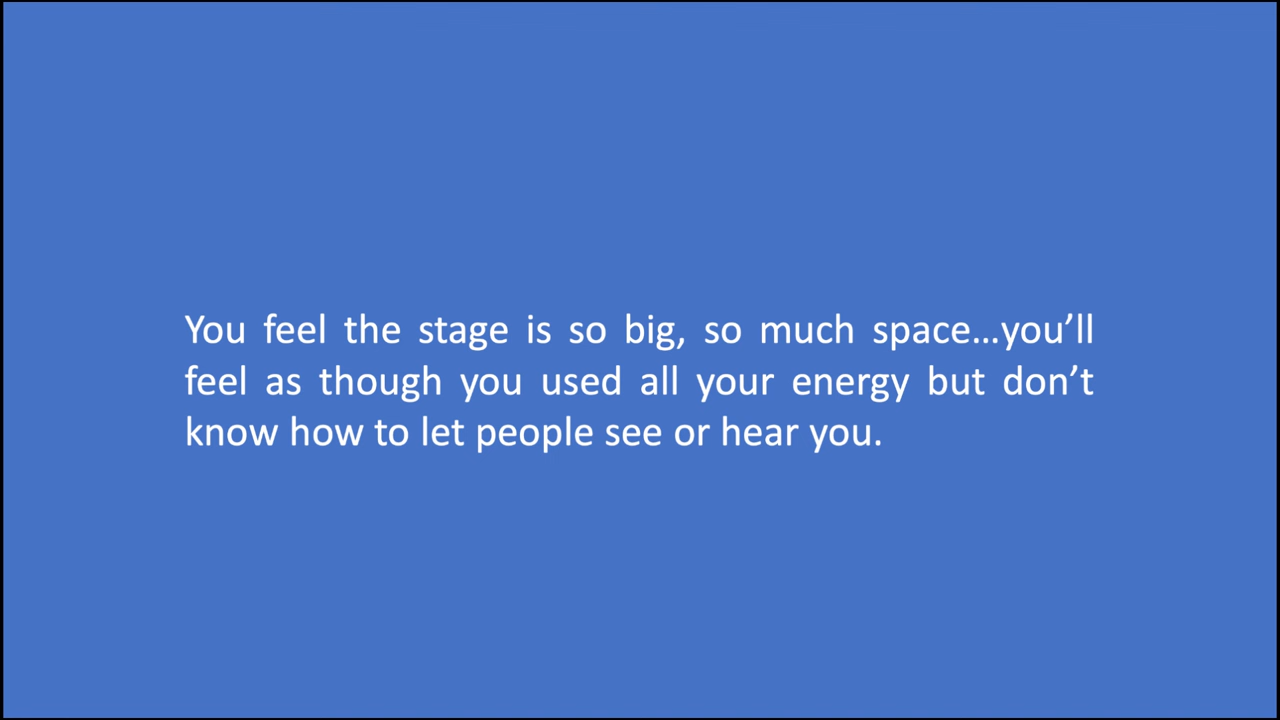 You feel the stage is so big, so much space…you’ll
feel as though you used all your energy but don’t
know how to let people see or hear you.